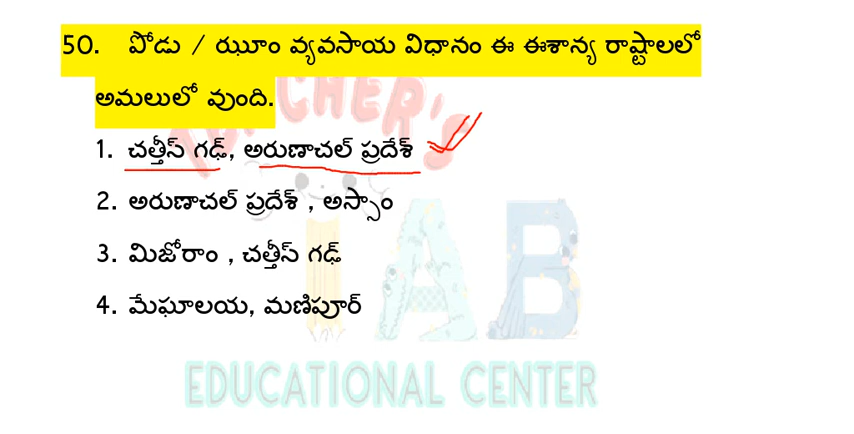 50. పోడు / ఝూం వ్యవసాయ విధానం ఈ ఈశాన్య రాష్టాలలో
అమలులో వుంది.
1. చత్తీస్ గఢ్, అరుణాచల్ ప్రదేశ్
2. అరుణాచల్ ప్రదేశ్ , అస్సాం
3. మిజోరాం , చత్తీస్ గఢ్
4. మేఘాలయ, మణిపూర్
IAB
EDUCATIONAL CENTER